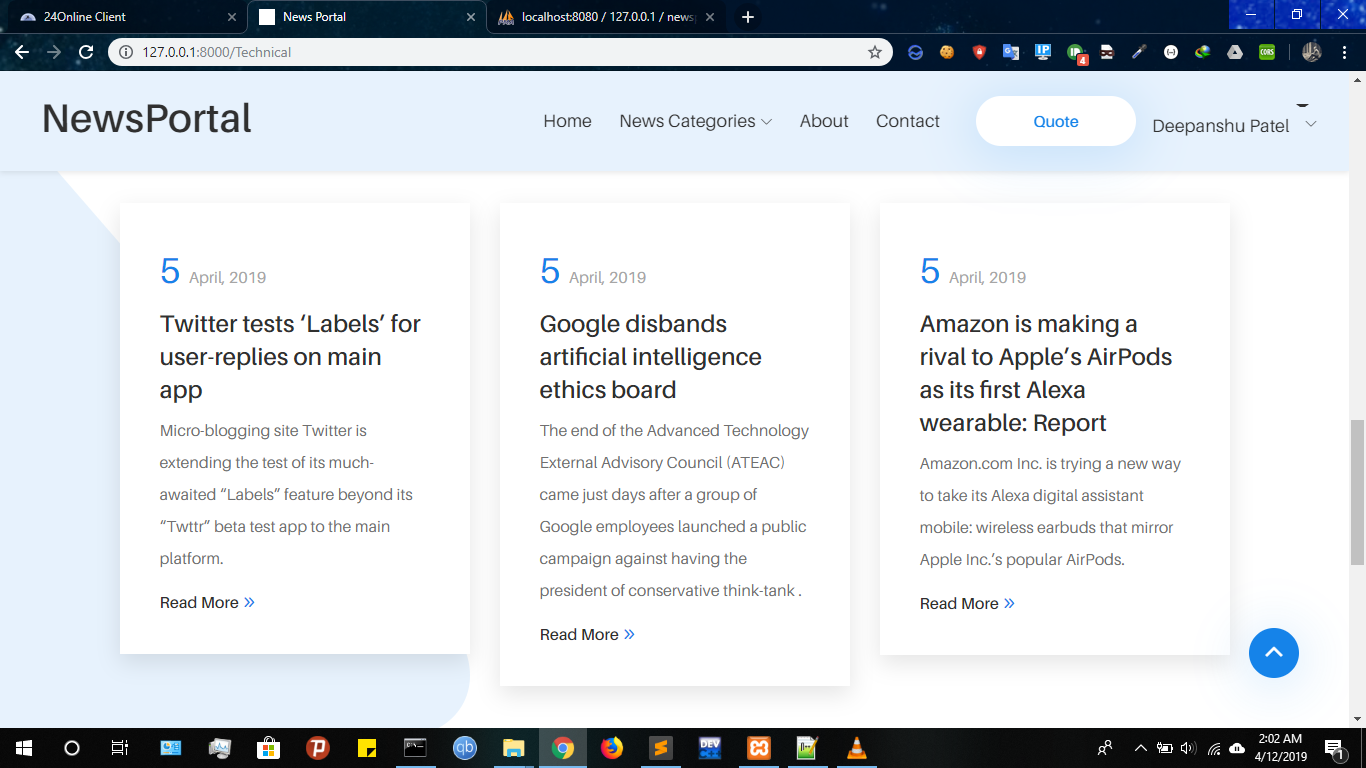 24Online Client
News Portal
localhost:8080 / 127.0.0.1 / news
127.0.0.1:8000/Technical
IP
4
CORS
NewsPortal
Home
News Categories
About
Contact
Quote
Deepanshu Patel
5 April, 2019
Twitter tests ‘Labels’ for
user-replies on main
app
Micro-blogging site Twitter is
extending the test of its much-
awaited “Labels” feature beyond its
“Twttr” beta test app to the main
platform.
Read More »
5 April, 2019
Google disbands
artificial intelligence
ethics board
The end of the Advanced Technology
External Advisory Council (ATEAC)
came just days after a group of
Google employees launched a public
campaign against having the
president of conservative think-tank .
Read More »
5 April, 2019
Amazon is making a
rival to Apple’s AirPods
as its first Alexa
wearable: Report
Amazon.com Inc. is trying a new way
to take its Alexa digital assistant
mobile: wireless earbuds that mirror
Apple Inc.’s popular AirPods.
Read More »
qb
DEV
2:02 AM
4/12/2019
1